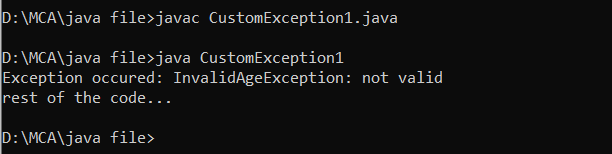 D:\MCA\java file>javac CustomException1.java
D:\MCA\java file>java CustomException1
Exception occured: InvalidAgeException: not valid
rest of the code...
D:\MCA\java file>